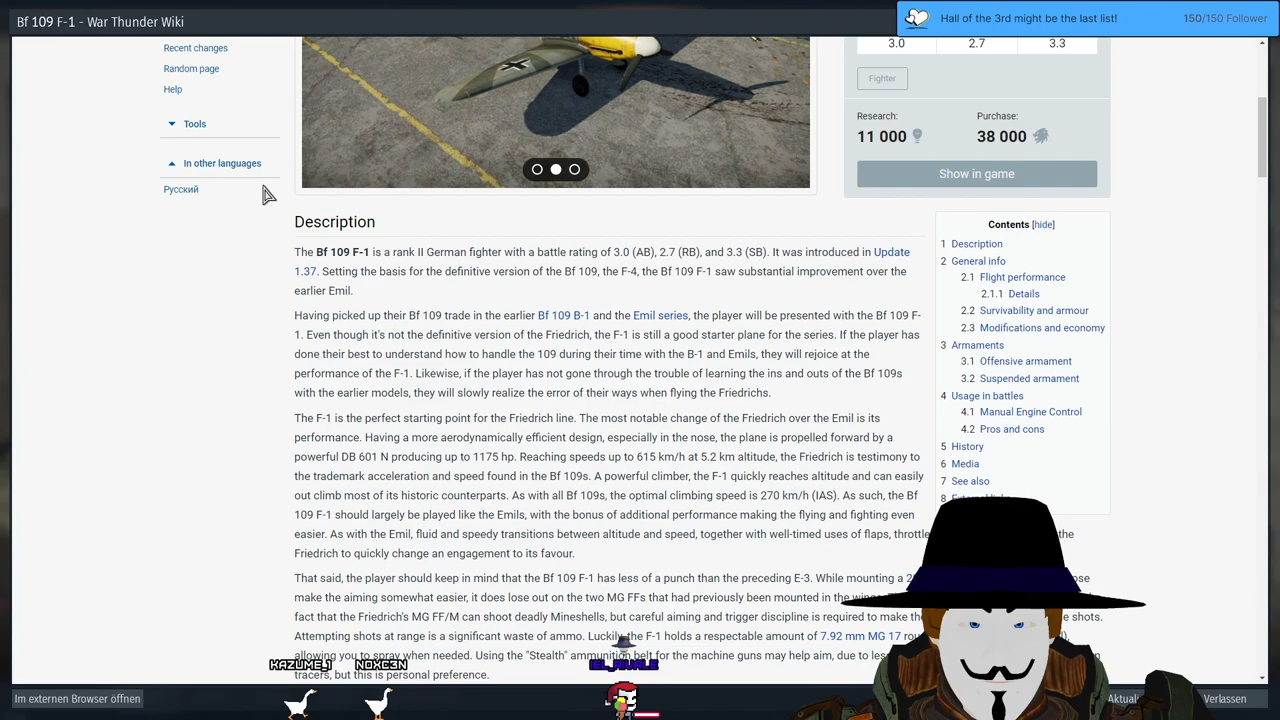 Bf 109 F-1 - War Thunder Wiki
Hall of the 3rd might be the last list!
150/150 Follower
Recent changes
Random page
Help
Tools
In other languages
Русский
3.0 2.7 3.3
Fighter
Research: Purchase:
11 000 38 000
Show in game
Description
The Bf 109 F-1 is a rank II German fighter with a battle rating of 3.0 (AB), 2.7 (RB), and 3.3 (SB). It was introduced in Update
1.37. Setting the basis for the definitive version of the Bf 109, the F-4, the Bf 109 F-1 saw substantial improvement over the
earlier Emil.
Having picked up their Bf 109 trade in the earlier Bf 109 B-1 and the Emil series, the player will be presented with the Bf 109 F-
1. Even though it's not the definitive version of the Friedrich, the F-1 is still a good starter plane for the series. If the player has
done their best to understand how to handle the 109 during their time with the B-1 and Emils, they will rejoice at the
performance of the F-1. Likewise, if the player has not gone through the trouble of learning the ins and outs of the Bf 109s
with the earlier models, they will slowly realize the error of their ways when flying the Friedrichs.
The F-1 is the perfect starting point for the Friedrich line. The most notable change of the Friedrich over the Emil is its
performance. Having a more aerodynamically efficient design, especially in the nose, the plane is propelled forward by a
powerful DB 601 N producing up to 1175 hp. Reaching speeds up to 615 km/h at 5.2 km altitude, the Friedrich is testimony to
the trademark acceleration and speed found in the Bf 109s. A powerful climber, the F-1 quickly reaches altitude and can easily
out climb most of its historic counterparts. As with all Bf 109s, the optimal climbing speed is 270 km/h (IAS). As such, the Bf
109 F-1 should largely be played like the Emils, with the bonus of additional performance making the flying and fighting even
easier. As with the Emil, fluid and speedy transitions between altitude and speed, together with well-timed uses of flaps, throttle the
Friedrich to quickly change an engagement to its favour.
That said, the player should keep in mind that the Bf 109 F-1 has less of a punch than the preceding E-3. While mounting a
make the aiming somewhat easier, it does lose out on the two MG FFs that had previously been mounted in the
fact that the Friedrich's MG FF/M can shoot deadly Mineshells, but careful aiming and trigger discipline is required to make the shots.
Attempting shots at range is a significant waste of ammo. Luckily, the F-1 holds a respectable amount of 7.92 mm MG 17
allowing you to spray when needed. Using the "Stealth" ammunition belt for the machine guns may help aim, due to
tracers, but this is personal preference.
Contents [hide]
1 Description
2 General info
2.1 Flight performance
2.1.1 Details
2.2 Survivability and armour
2.3 Modifications and economy
3 Armaments
3.1 Offensive armament
3.2 Suspended armament
4 Usage in battles
4.1 Manual Engine Control
4.2 Pros and cons
5 History
6 Media
7 See also
8
KAZUME_1 NOXC3N IEL_RIVALE
Im externen Browser öffnen
Verlassen